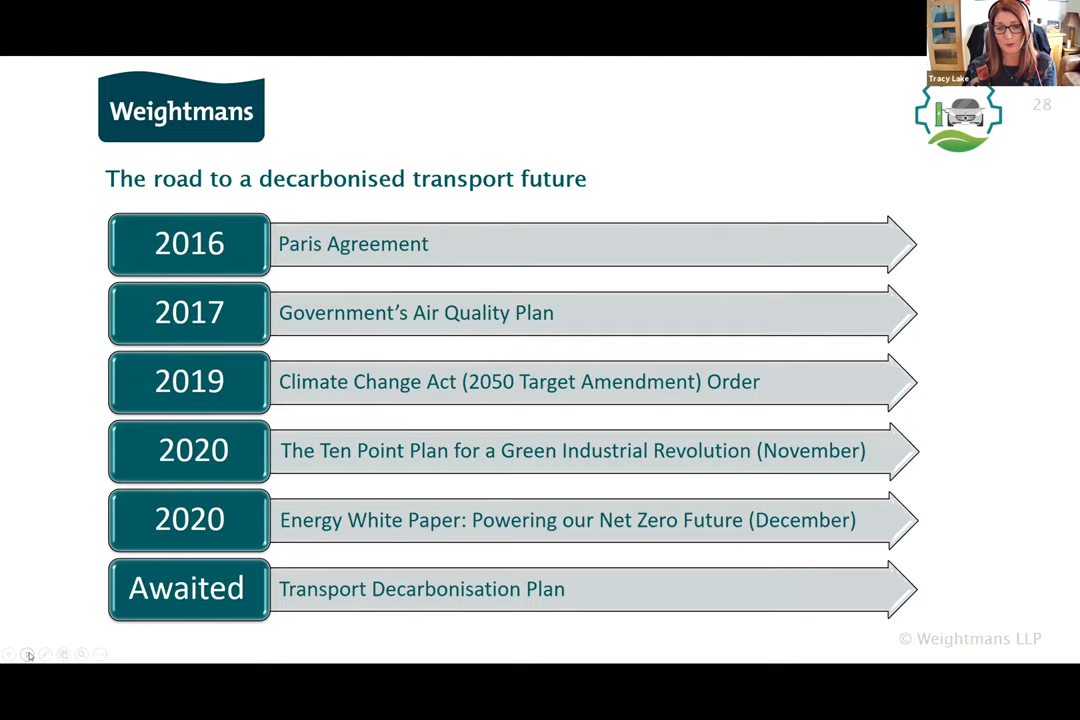 Tracy Lake
Weightmans
28
The road to a decarbonised transport future
2016
Paris Agreement
2017
Government’s Air Quality Plan
2019
Climate Change Act (2050 Target Amendment) Order
2020
The Ten Point Plan for a Green Industrial Revolution (November)
2020
Energy White Paper: Powering our Net Zero Future (December)
Awaited
Transport Decarbonisation Plan
© Weightmans LLP